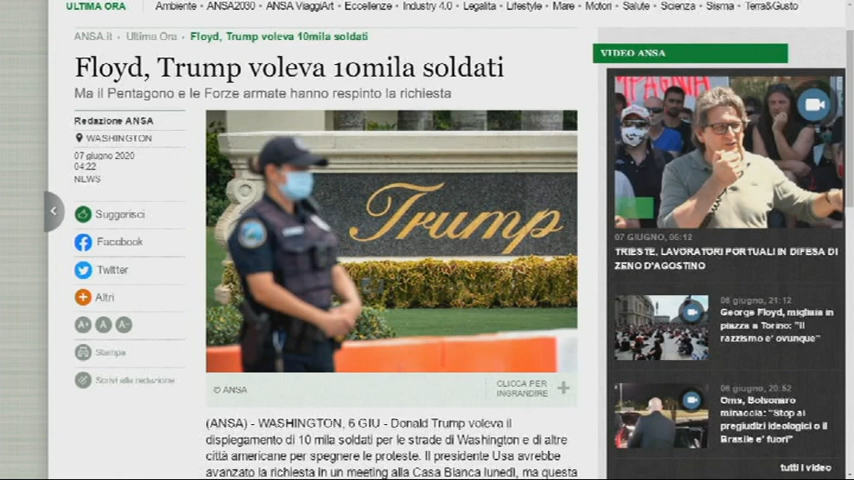 ULTIMA ORA
Ambiente • ANSA2030 • ANSA ViaggiArt • Eccellenze • Industry 4.0 • Legalità • Lifestyle • Mare • Motori • Salute • Scienza • Sisma • Terra&Gusto
ANSA.it • Ultima Ora • Floyd, Trump voleva 10mila soldati
Floyd, Trump voleva 10mila soldati
Ma il Pentagono e le Forze armate hanno respinto la richiesta
Redazione ANSA
WASHINGTON
07 giugno 2020
04:22
NEWS
Suggerisci
Facebook
Twitter
Altri
A+ A A-
Stampa
Scrivi alla redazione
Trump
© ANSA
CLICCA PER
INGRANDIRE
(ANSA) - WASHINGTON, 6 GIU - Donald Trump voleva il
dispiegamento di 10 mila soldati per le strade di Washington e di altre
città americane per spegnere le proteste. Il presidente Usa avrebbe
avanzato la richiesta in un meeting alla Casa Bianca lunedì, ma questa
VIDEO ANSA
07 GIUGNO, 06:12
TRIESTE, LAVORATORI PORTUALI IN DIFESA DI
ZENO D'AGOSTINO
06 giugno, 21:12
George Floyd, migliaia in
piazza a Torino: "Il
razzismo e' ovunque"
06 giugno, 20:52
Oms, Bolsonaro
minaccia: "Stop ai
pregiudizi ideologici o il
Brasile e' fuori"
tutti i video